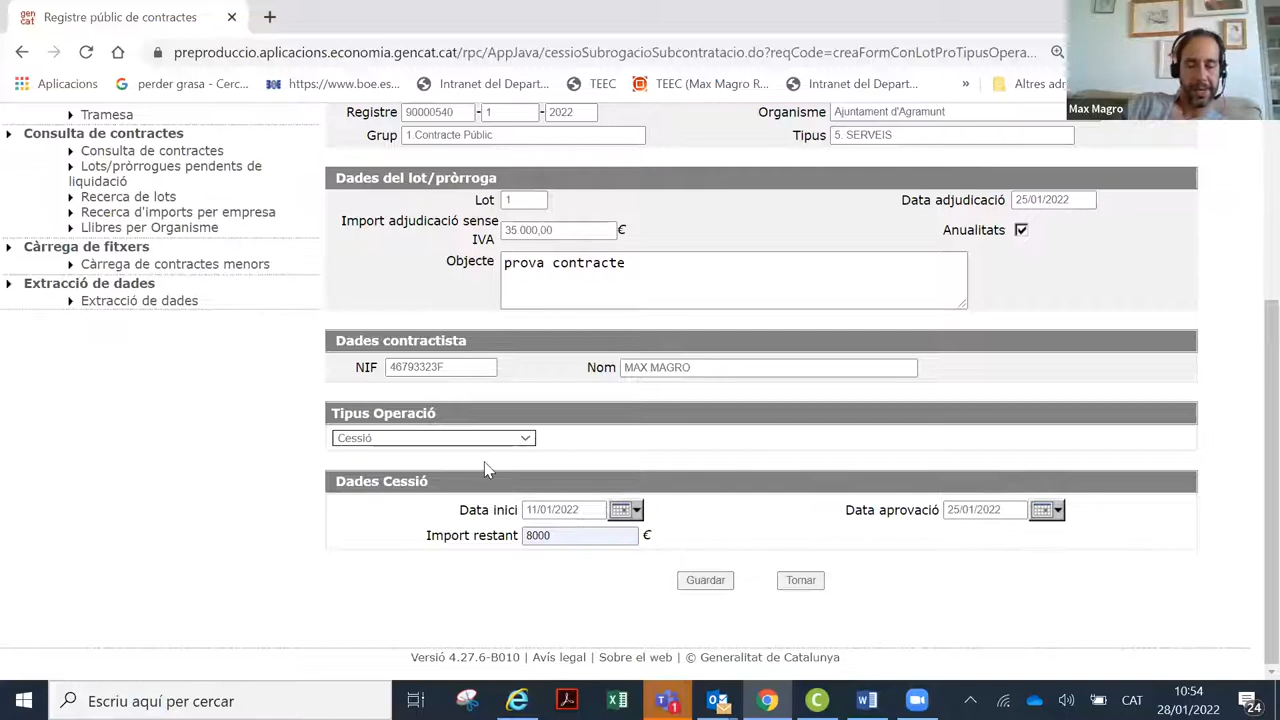 gen cat
Registre públic de contractes
preproduccio.aplicacions.economia.gencat.cat/rpc/AppJava/cessioSubrogacioSubcontratacio.do?reqCode=creaFormConLotProTipusOpera...
Max Magro
Aplicacions
perder grasa - Cerc...
https://www.boe.es...
Intranet del Depart...
TEEC
TEEC (Max Magro R...
Intranet del Depart...
»
Tramesa
Consulta de contractes
Consulta de contractes
Lots/pròrrogues pendents de
liquidació
Recerca de lots
Recerca d'imports per empresa
Llibres per Organisme
Càrrega de fitxers
Càrrega de contractes menors
Extracció de dades
Extracció de dades
Registre 90000540 - 1 - 2022 Organisme Ajuntament d'Agramunt
Grup 1.Contracte Públic Tipus 5. SERVEIS
Dades del lot/pròrroga
Lot 1 Data adjudicació 25/01/2022
Import adjudicació sense
IVA 35.000,00 € Anualitats
Objecte prova contracte
Dades contractista
NIF 46793323F Nom MAX MAGRO
Tipus Operació
Cessió
Dades Cessió
Data inici 11/01/2022 Data aprovació 25/01/2022
Import restant 8000 €
Guardar Tornar
Versió 4.27.6-B010 | Avís legal | Sobre el web | © Generalitat de Catalunya
Escriu aquí per cercar
CAT
10:54
28/01/2022
24